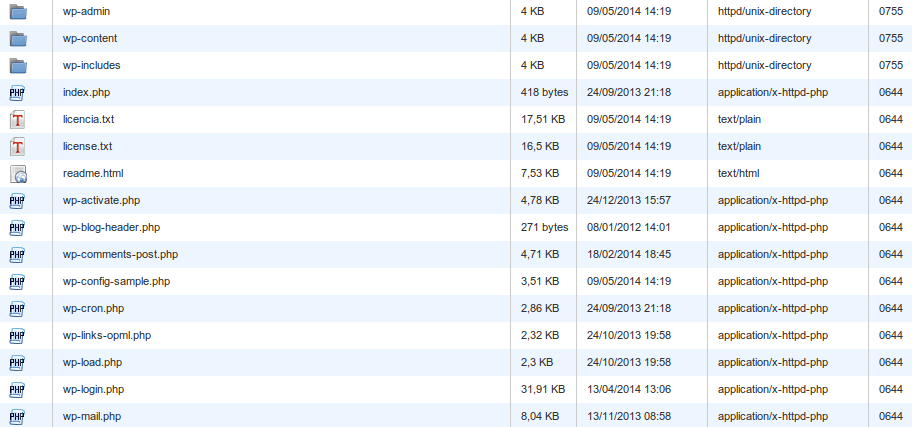 wp-admin 4 KB 09/05/2014 14:19 httpd/unix-directory 0755
wp-content 4 KB 09/05/2014 14:19 httpd/unix-directory 0755
wp-includes 4 KB 09/05/2014 14:19 httpd/unix-directory 0755
PHP index.php 418 bytes 24/09/2013 21:18 application/x-httpd-php 0644
T licencia.txt 17,51 KB 09/05/2014 14:19 text/plain 0644
T license.txt 16,5 KB 09/05/2014 14:19 text/plain 0644
readme.html 7,53 KB 09/05/2014 14:19 text/html 0644
PHP wp-activate.php 4,78 KB 24/12/2013 15:57 application/x-httpd-php 0644
PHP wp-blog-header.php 271 bytes 08/01/2012 14:01 application/x-httpd-php 0644
PHP wp-comments-post.php 4,71 KB 18/02/2014 18:45 application/x-httpd-php 0644
PHP wp-config-sample.php 3,51 KB 09/05/2014 14:19 application/x-httpd-php 0644
PHP wp-cron.php 2,86 KB 24/09/2013 21:18 application/x-httpd-php 0644
PHP wp-links-opml.php 2,32 KB 24/10/2013 19:58 application/x-httpd-php 0644
PHP wp-load.php 2,3 KB 24/10/2013 19:58 application/x-httpd-php 0644
PHP wp-login.php 31,91 KB 13/04/2014 13:06 application/x-httpd-php 0644
PHP wp-mail.php 8,04 KB 13/11/2013 08:58 application/x-httpd-php 0644